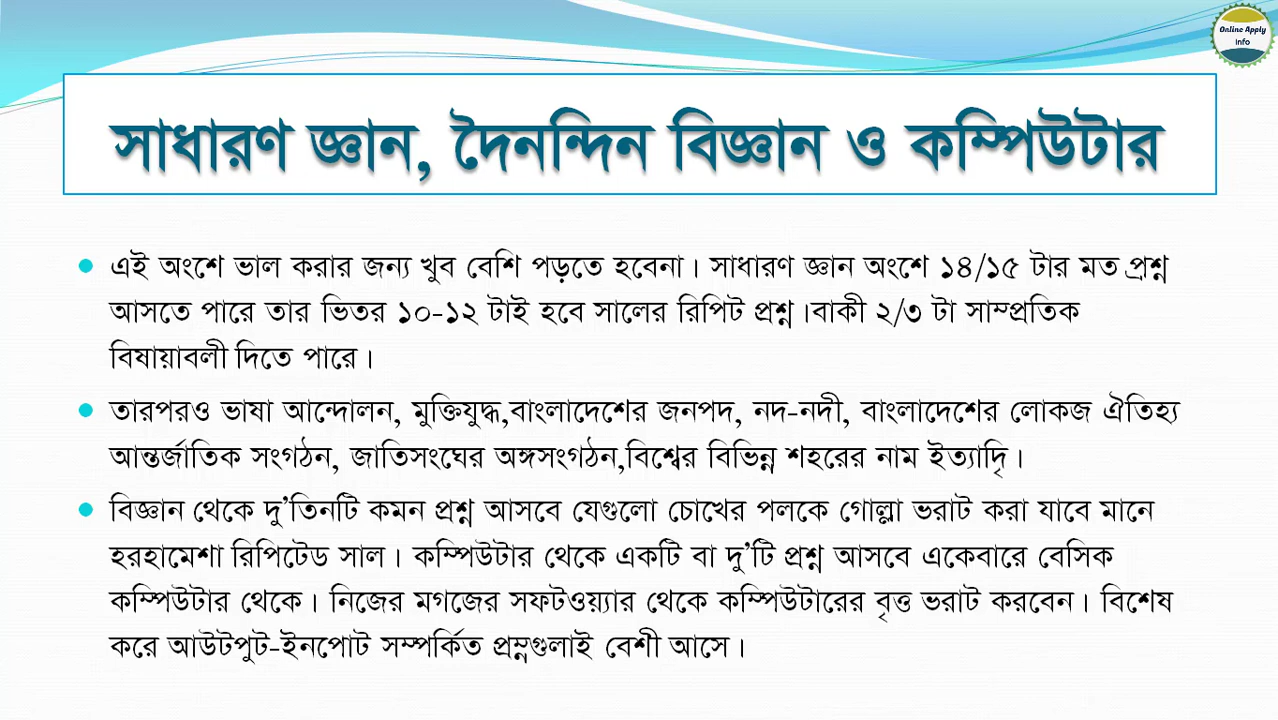 Online Apply
info
সাধারণ জ্ঞান, দৈনন্দিন বিজ্ঞান ও কম্পিউটার
এই অংশে ভাল করার জন্য খুব বেশি পড়তে হবেনা। সাধারণ জ্ঞান অংশে ১৪/১৫ টার মত প্রশ্ন
আসতে পারে তার ভিতর ১০-১২ টাই হবে সালের রিপিট প্রশ্ন।বাকী ২/৩ টা সাম্প্রতিক
বিষায়াবলী দিতে পারে।
তারপরও ভাষা আন্দোলন, মুক্তিযুদ্ধ,বাংলাদেশের জনপদ, নদ-নদী, বাংলাদেশের লোকজ ঐতিহ্য
আন্তর্জাতিক সংগঠন, জাতিসংঘের অঙ্গসংগঠন,বিশ্বের বিভিন্ন শহরের নাম ইত্যাদৃি।
বিজ্ঞান থেকে দু’তিনটি কমন প্রশ্ন আসবে যেগুলো চোখের পলকে গোল্লা ভরাট করা যাবে মানে
হরহামেশা রিপিটেড সাল। কম্পিউটার থেকে একটি বা দু’টি প্রশ্ন আসবে একেবারে বেসিক
কম্পিউটার থেকে। নিজের মগজের সফটওয়্যার থেকে কম্পিউটারের বৃত্ত ভরাট করবেন। বিশেষ
করে আউটপুট-ইনপোট সম্পর্কিত প্রম্নগুলাই বেশী আসে।